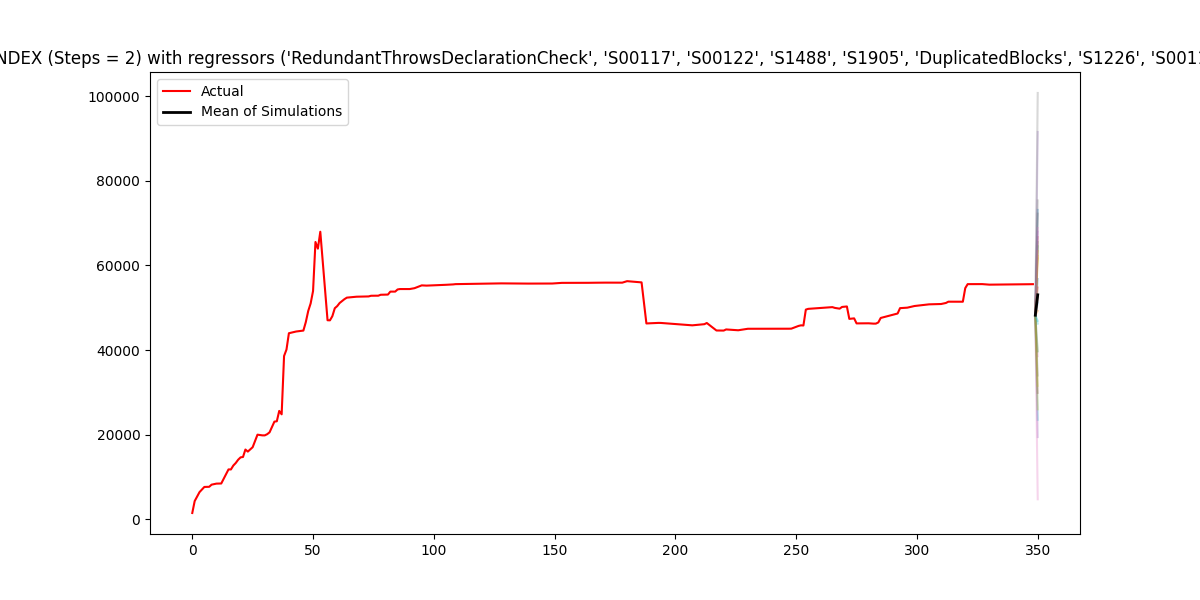 NDEX (Steps = 2) with regressors ('RedundantThrowsDeclarationCheck', 'S00117', 'S00122', 'S1488', 'S1905', 'DuplicatedBlocks', 'S1226', 'S001
Actual
Mean of Simulations
100000
80000
60000
40000
20000
0
0 50 100 150 200 250 300 350